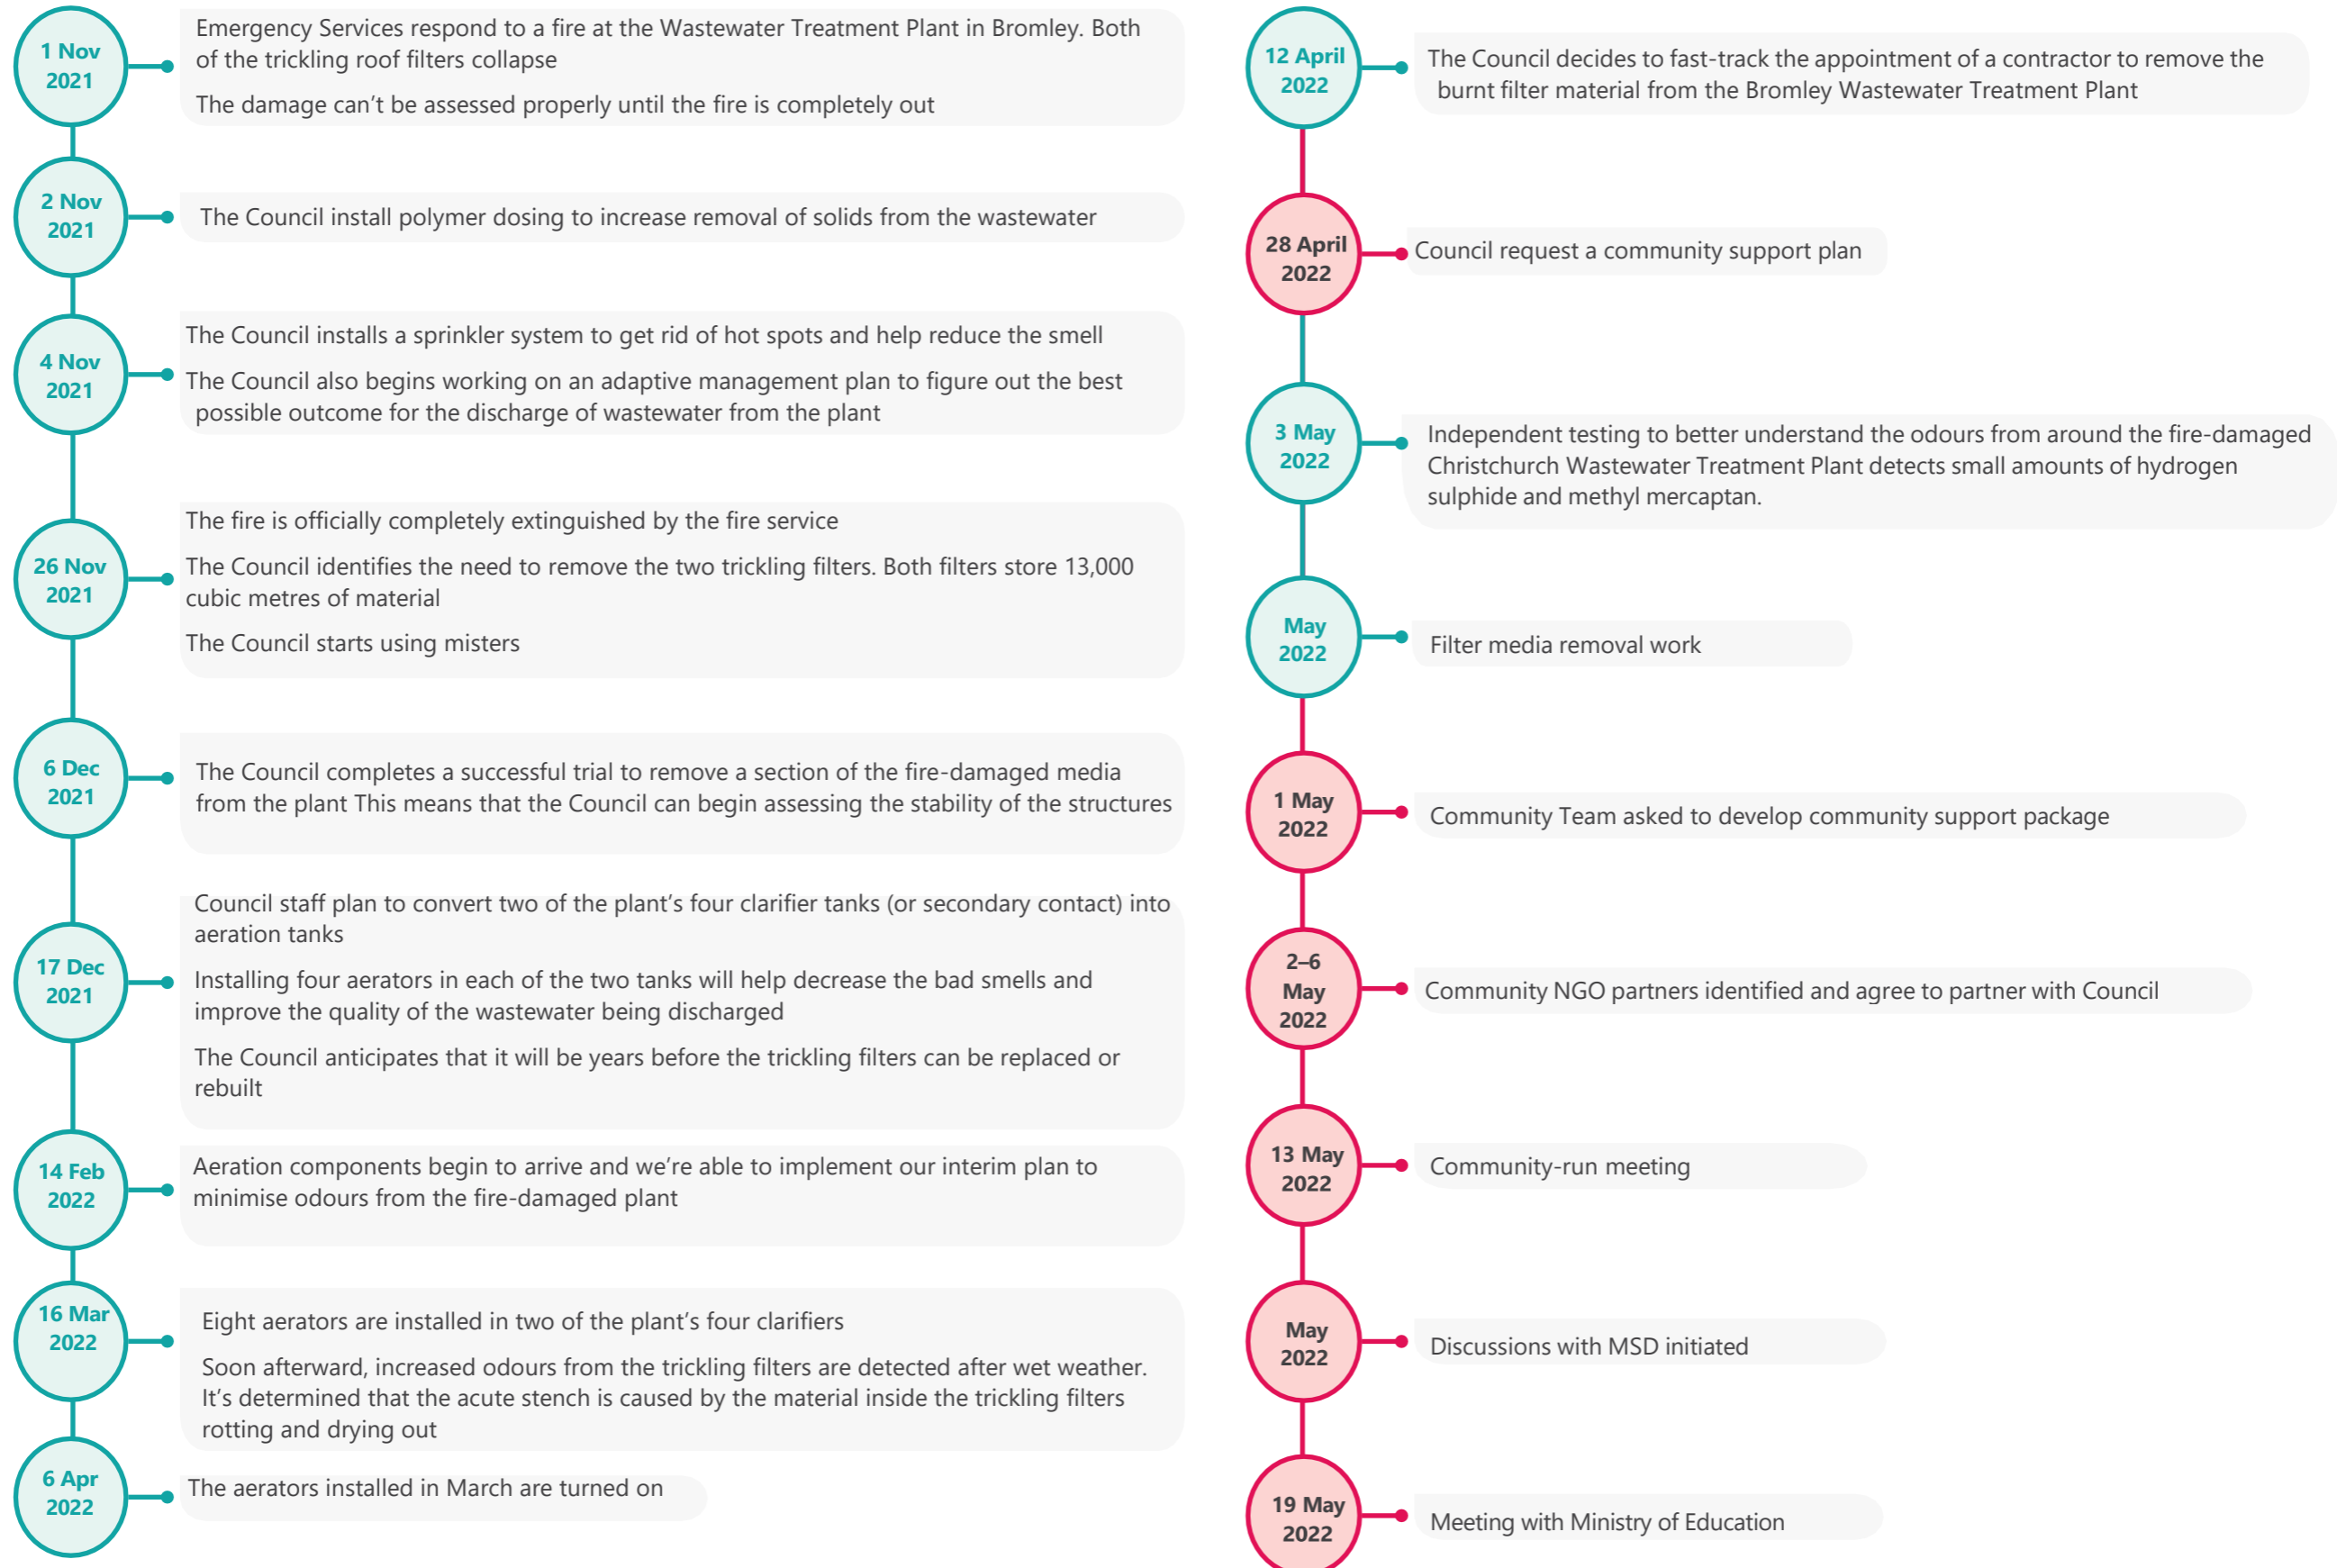 1 Nov
2021
Emergency Services respond to a fire at the Wastewater Treatment Plant in Bromley. Both
of the trickling roof filters collapse
The damage can’t be assessed properly until the fire is completely out
2 Nov
2021
The Council install polymer dosing to increase removal of solids from the wastewater
4 Nov
2021
The Council installs a sprinkler system to get rid of hot spots and help reduce the smell
The Council also begins working on an adaptive management plan to figure out the best
possible outcome for the discharge of wastewater from the plant
26 Nov
2021
The fire is officially completely extinguished by the fire service
The Council identifies the need to remove the two trickling filters. Both filters store 13,000
cubic metres of material
The Council starts using misters
6 Dec
2021
The Council completes a successful trial to remove a section of the fire-damaged media
from the plant This means that the Council can begin assessing the stability of the structures
17 Dec
2021
Council staff plan to convert two of the plant’s four clarifier tanks (or secondary contact) into
aeration tanks
Installing four aerators in each of the two tanks will help decrease the bad smells and
improve the quality of the wastewater being discharged
The Council anticipates that it will be years before the trickling filters can be replaced or
rebuilt
14 Feb
2022
Aeration components begin to arrive and we’re able to implement our interim plan to
minimise odours from the fire-damaged plant
16 Mar
2022
Eight aerators are installed in two of the plant’s four clarifiers
Soon afterward, increased odours from the trickling filters are detected after wet weather.
It’s determined that the acute stench is caused by the material inside the trickling filters
rotting and drying out
6 Apr
2022
The aerators installed in March are turned on
12 April
2022
The Council decides to fast-track the appointment of a contractor to remove the
burnt filter material from the Bromley Wastewater Treatment Plant
28 April
2022
Council request a community support plan
3 May
2022
Independent testing to better understand the odours from around the fire-damaged
Christchurch Wastewater Treatment Plant detects small amounts of hydrogen
sulphide and methyl mercaptan.
May
2022
Filter media removal work
1 May
2022
Community Team asked to develop community support package
2–6
May
2022
Community NGO partners identified and agree to partner with Council
13 May
2022
Community-run meeting
May
2022
Discussions with MSD initiated
19 May
2022
Meeting with Ministry of Education